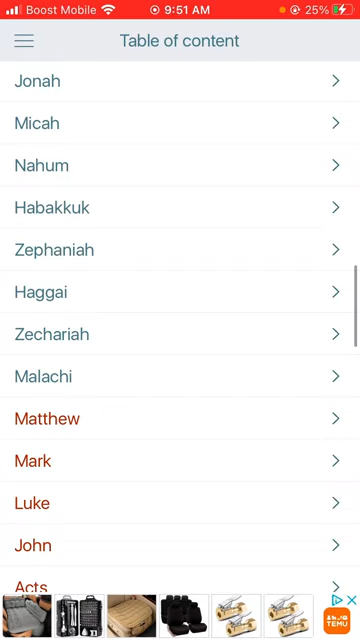 Boost Mobile 9:51 AM 25%
Table of content
Jonah
Micah
Nahum
Habakkuk
Zephaniah
Haggai
Zechariah
Malachi
Matthew
Mark
Luke
John
Acts
TEMU